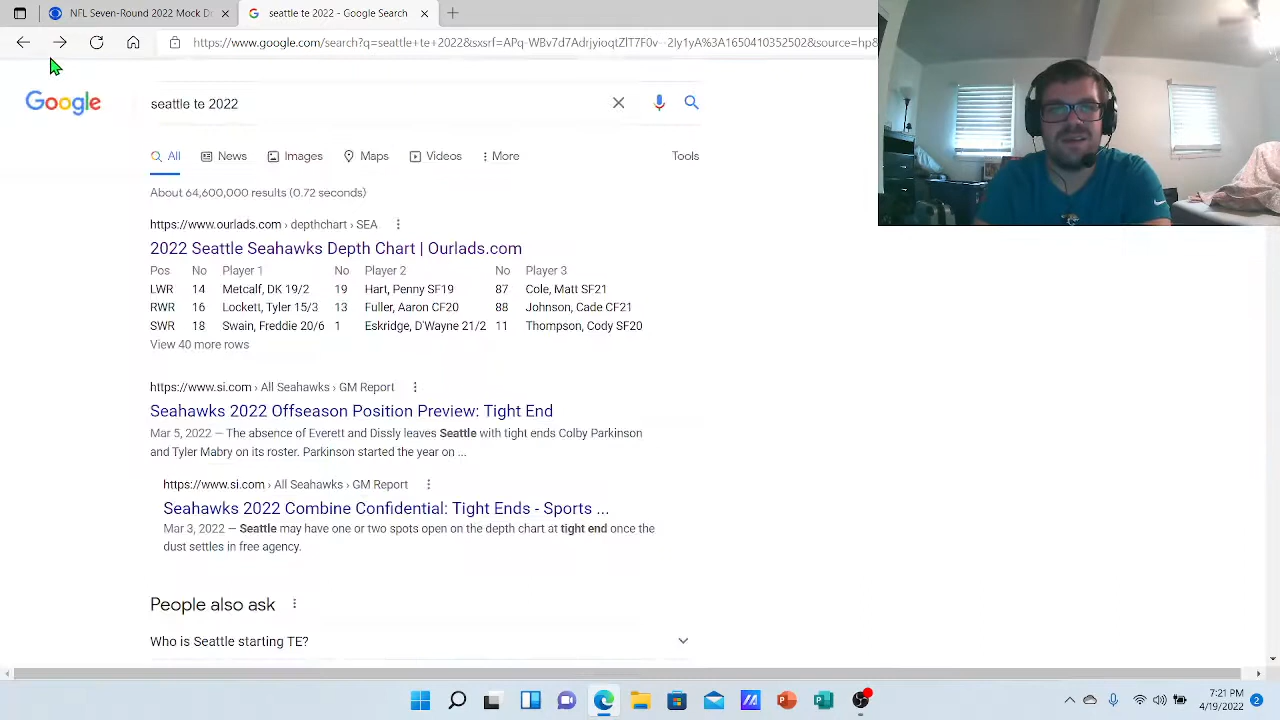 NFL Seven-Round 2022 Mock D
seattle te 2022 - Google Search
Google
seattle te 2022
All
News
Images
Maps
Videos
More
Tools
About 64,600,000 results (0.72 seconds)
https://www.ourlads.com › depthchart › SEA
2022 Seattle Seahawks Depth Chart | Ourlads.com
Pos No Player 1 No Player 2 No Player 3
LWR 14 Metcalf, DK 19/2 19 Hart, Penny SF19 87 Cole, Matt SF21
RWR 16 Lockett, Tyler 15/3 13 Fuller, Aaron CF20 88 Johnson, Cade CF21
SWR 18 Swain, Freddie 20/6 1 Eskridge, D'Wayne 21/2 11 Thompson, Cody SF20
View 40 more rows
https://www.si.com › All Seahawks › GM Report
Seahawks 2022 Offseason Position Preview: Tight End
Mar 5, 2022 — The absence of Everett and Dissly leaves Seattle with tight ends Colby Parkinson
and Tyler Mabry on its roster. Parkinson started the year on ...
https://www.si.com › All Seahawks › GM Report
Seahawks 2022 Combine Confidential: Tight Ends - Sports ...
Mar 3, 2022 — Seattle may have one or two spots open on the depth chart at tight end once the
dust settles in free agency.
People also ask
Who is Seattle starting TE?
7:21 PM
4/19/2022
2